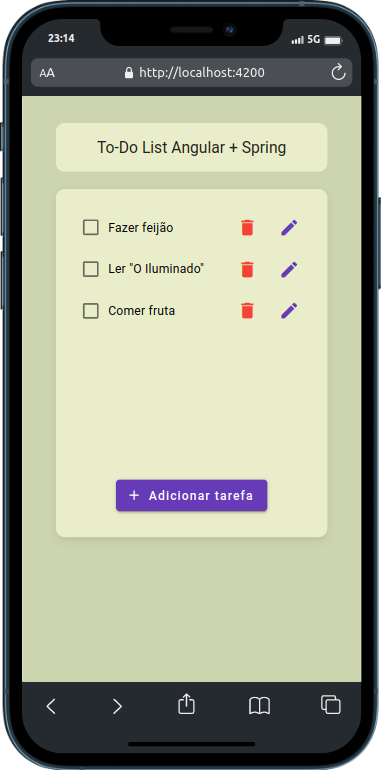 23:14
5G
AA
http://localhost:4200
To-Do List Angular + Spring
Fazer feijão
Ler "O Iluminado"
Comer fruta
+ Adicionar tarefa